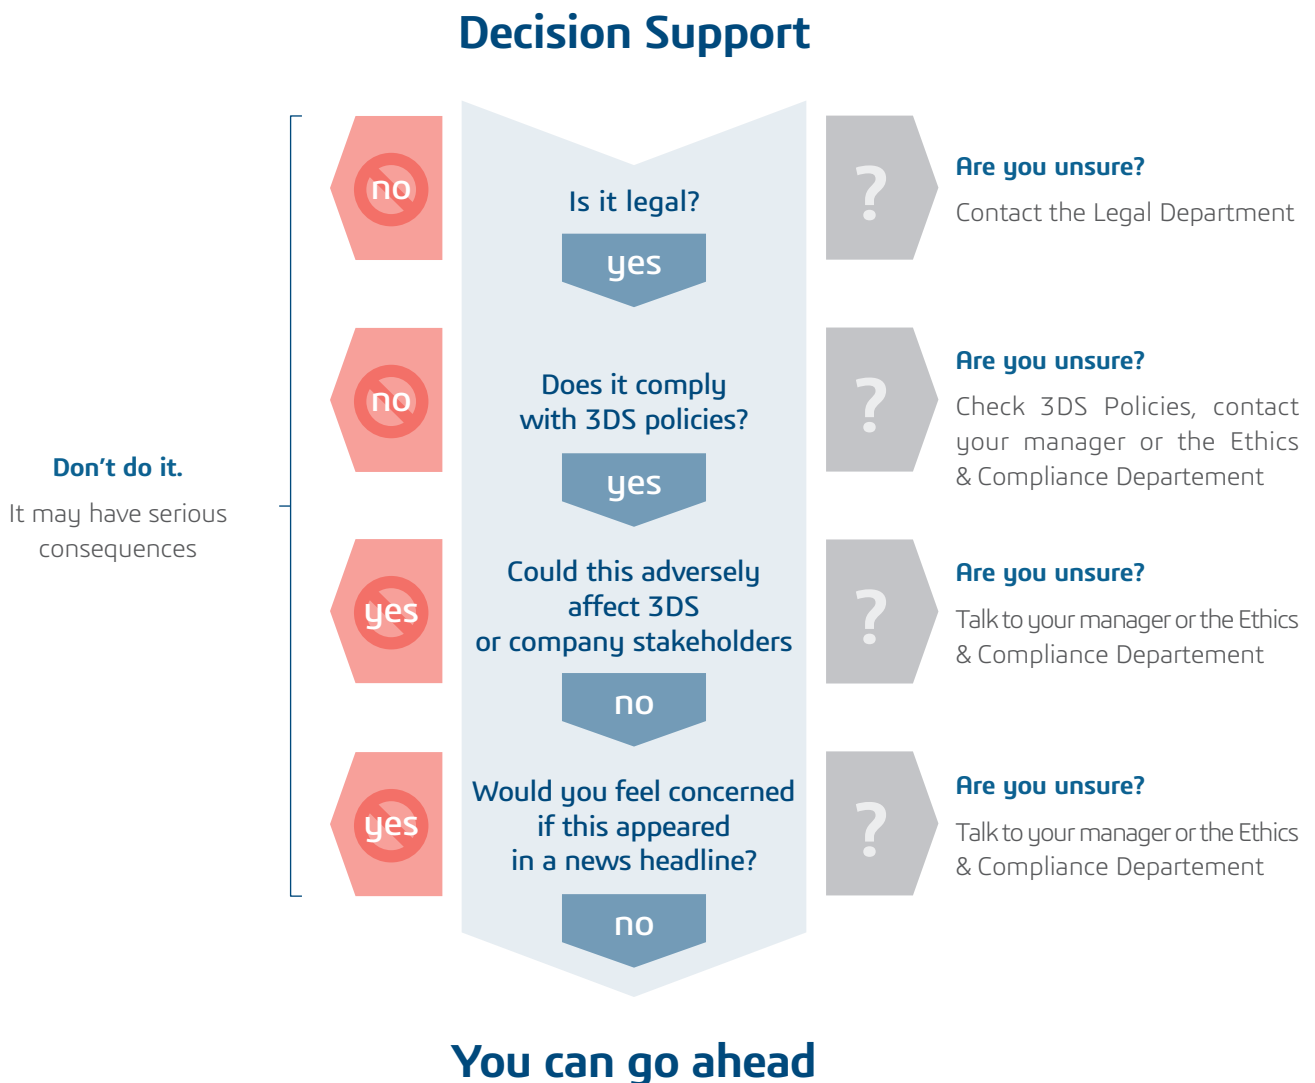 Decision Support
no
Is it legal?
yes
?
Are you unsure?
Contact the Legal Department
no
Does it comply
with 3DS policies?
yes
?
Are you unsure?
Check 3DS Policies, contact
your manager or the Ethics
& Compliance Departement
Don't do it.
It may have serious
consequences
yes
Could this adversely
affect 3DS
or company stakeholders
no
?
Are you unsure?
Talk to your manager or the Ethics
& Compliance Departement
yes
Would you feel concerned
if this appeared
in a news headline?
no
?
Are you unsure?
Talk to your manager or the Ethics
& Compliance Departement
You can go ahead